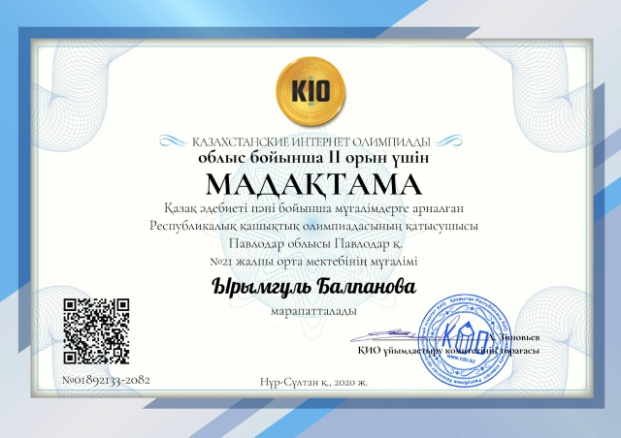 KIO
КАЗАХСТАНСКИЕ ИНТЕРНЕТ ОЛИМПИАДЫ
облыс бойынша II орын үшін
МАДАҚТАМА
Қазақ әдебиеті пәні бойынша мұғалімдерге арналған
Республикалық қашықтық олимпиадасының қатысушысы
Павлодар облысы Павлодар қ.
№21 жалпы орта мектебінің мұғалімі
Ырымгуль Балпанова
марапатталады
А. Зиновьев
ҚИО ұйымдастыру комитетінің төрағасы
№01892133-2082
Нұр-Сұлтан қ., 2020 ж.